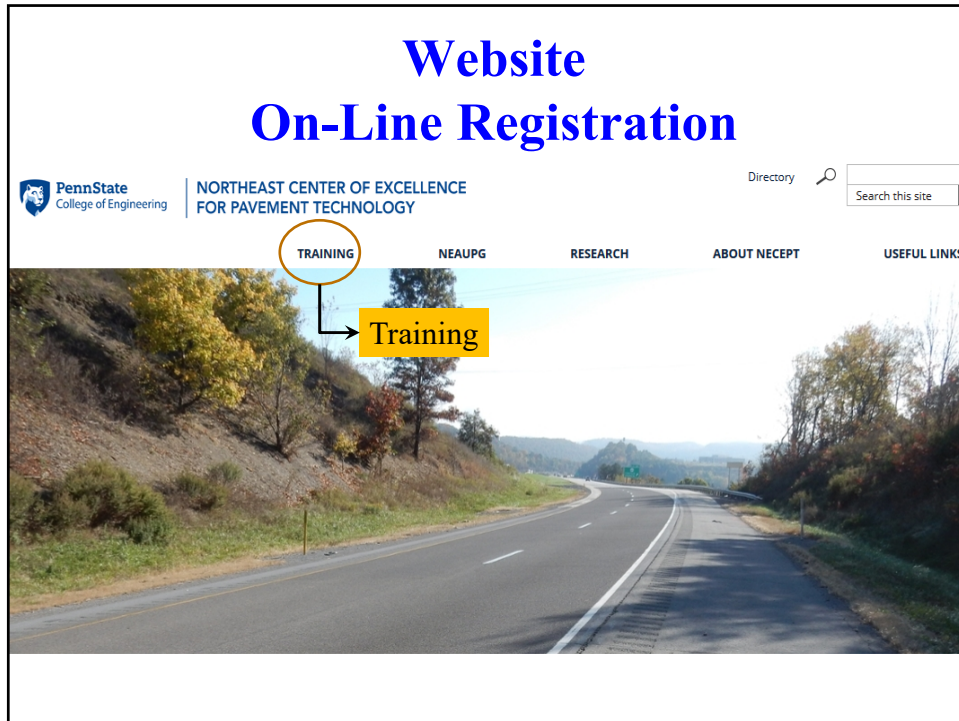 Website
On-Line Registration
PennState
College of Engineering
NORTHEAST CENTER OF EXCELLENCE
FOR PAVEMENT TECHNOLOGY
Directory
Search this site
TRAINING NEAUPG RESEARCH ABOUT NECEPT USEFUL LINKS
Training